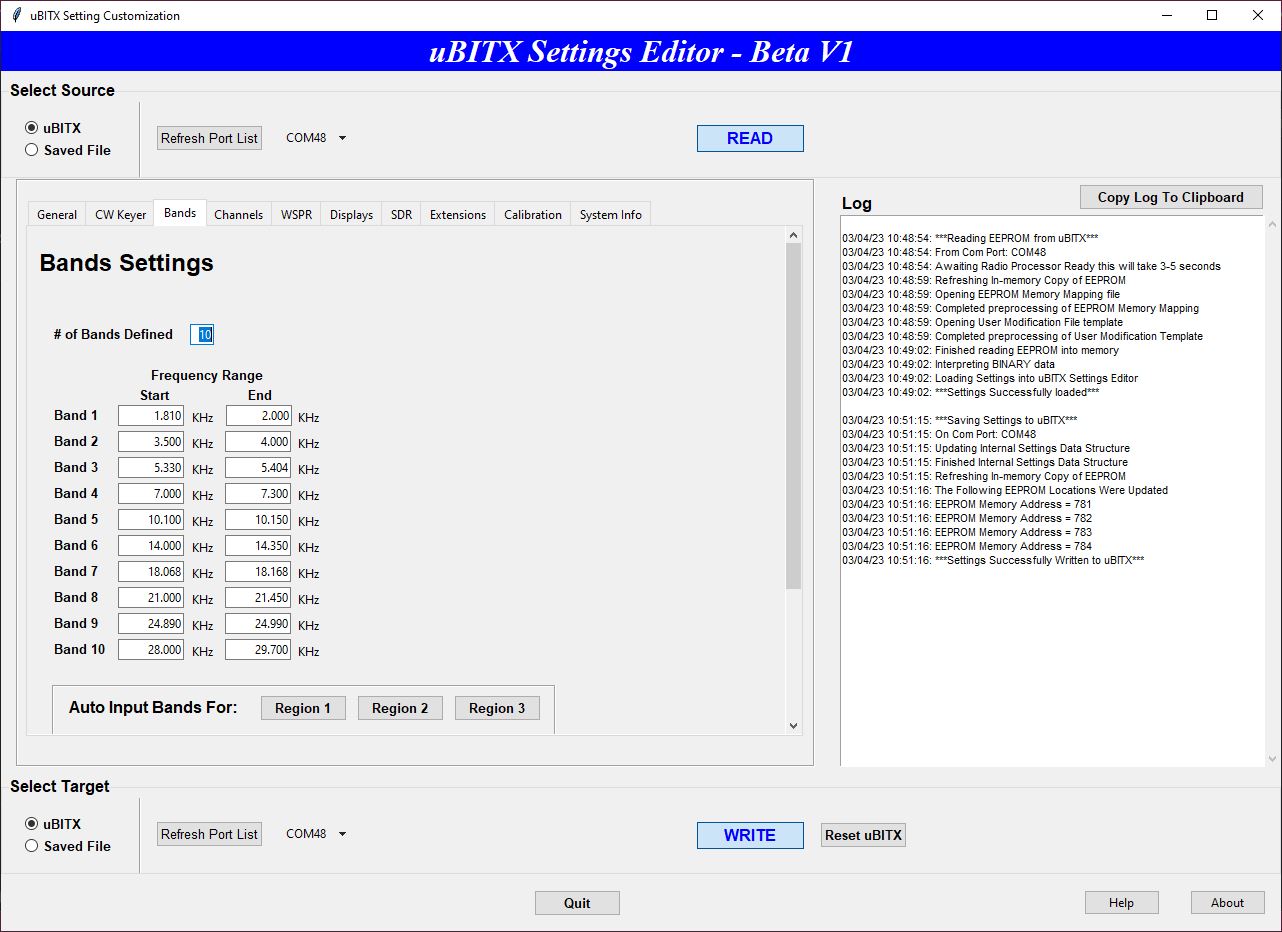 uBITX Setting Customization
uBITX Settings Editor - Beta V1
Select Source
uBITX
Saved File
Refresh Port List
COM48
READ
General CW Keyer Bands Channels WSPR Displays SDR Extensions Calibration System Info
Bands Settings
# of Bands Defined 10
Frequency Range
Start End
Band 1 1.810 KHz 2.000 KHz
Band 2 3.500 KHz 4.000 KHz
Band 3 5.330 KHz 5.404 KHz
Band 4 7.000 KHz 7.300 KHz
Band 5 10.100 KHz 10.150 KHz
Band 6 14.000 KHz 14.350 KHz
Band 7 18.068 KHz 18.168 KHz
Band 8 21.000 KHz 21.450 KHz
Band 9 24.890 KHz 24.990 KHz
Band 10 28.000 KHz 29.700 KHz
Auto Input Bands For: Region 1 Region 2 Region 3
Log
Copy Log To Clipboard
03/04/23 10:48:54: ***Reading EEPROM from uBITX***
03/04/23 10:48:54: From Com Port: COM48
03/04/23 10:48:54: Awaiting Radio Processor Ready this will take 3-5 seconds
03/04/23 10:48:59: Refreshing In-memory Copy of EEPROM
03/04/23 10:48:59: Opening EEPROM Memory Mapping file
03/04/23 10:48:59: Completed preprocessing of EEPROM Memory Mapping
03/04/23 10:48:59: Opening User Modification File template
03/04/23 10:48:59: Completed preprocessing of User Modification Template
03/04/23 10:49:02: Finished reading EEPROM into memory
03/04/23 10:49:02: Interpreting BINARY data
03/04/23 10:49:02: Loading Settings into uBITX Settings Editor
03/04/23 10:49:02: ***Settings Successfully loaded***
03/04/23 10:51:15: ***Saving Settings to uBITX***
03/04/23 10:51:15: On Com Port: COM48
03/04/23 10:51:15: Updating Internal Settings Data Structure
03/04/23 10:51:15: Finished Internal Settings Data Structure
03/04/23 10:51:15: Refreshing In-memory Copy of EEPROM
03/04/23 10:51:16: The Following EEPROM Locations Were Updated
03/04/23 10:51:16: EEPROM Memory Address = 781
03/04/23 10:51:16: EEPROM Memory Address = 782
03/04/23 10:51:16: EEPROM Memory Address = 783
03/04/23 10:51:16: EEPROM Memory Address = 784
03/04/23 10:51:16: ***Settings Successfully Written to uBITX***
Select Target
uBITX
Saved File
Refresh Port List
COM48
WRITE
Reset uBITX
Quit
Help
About